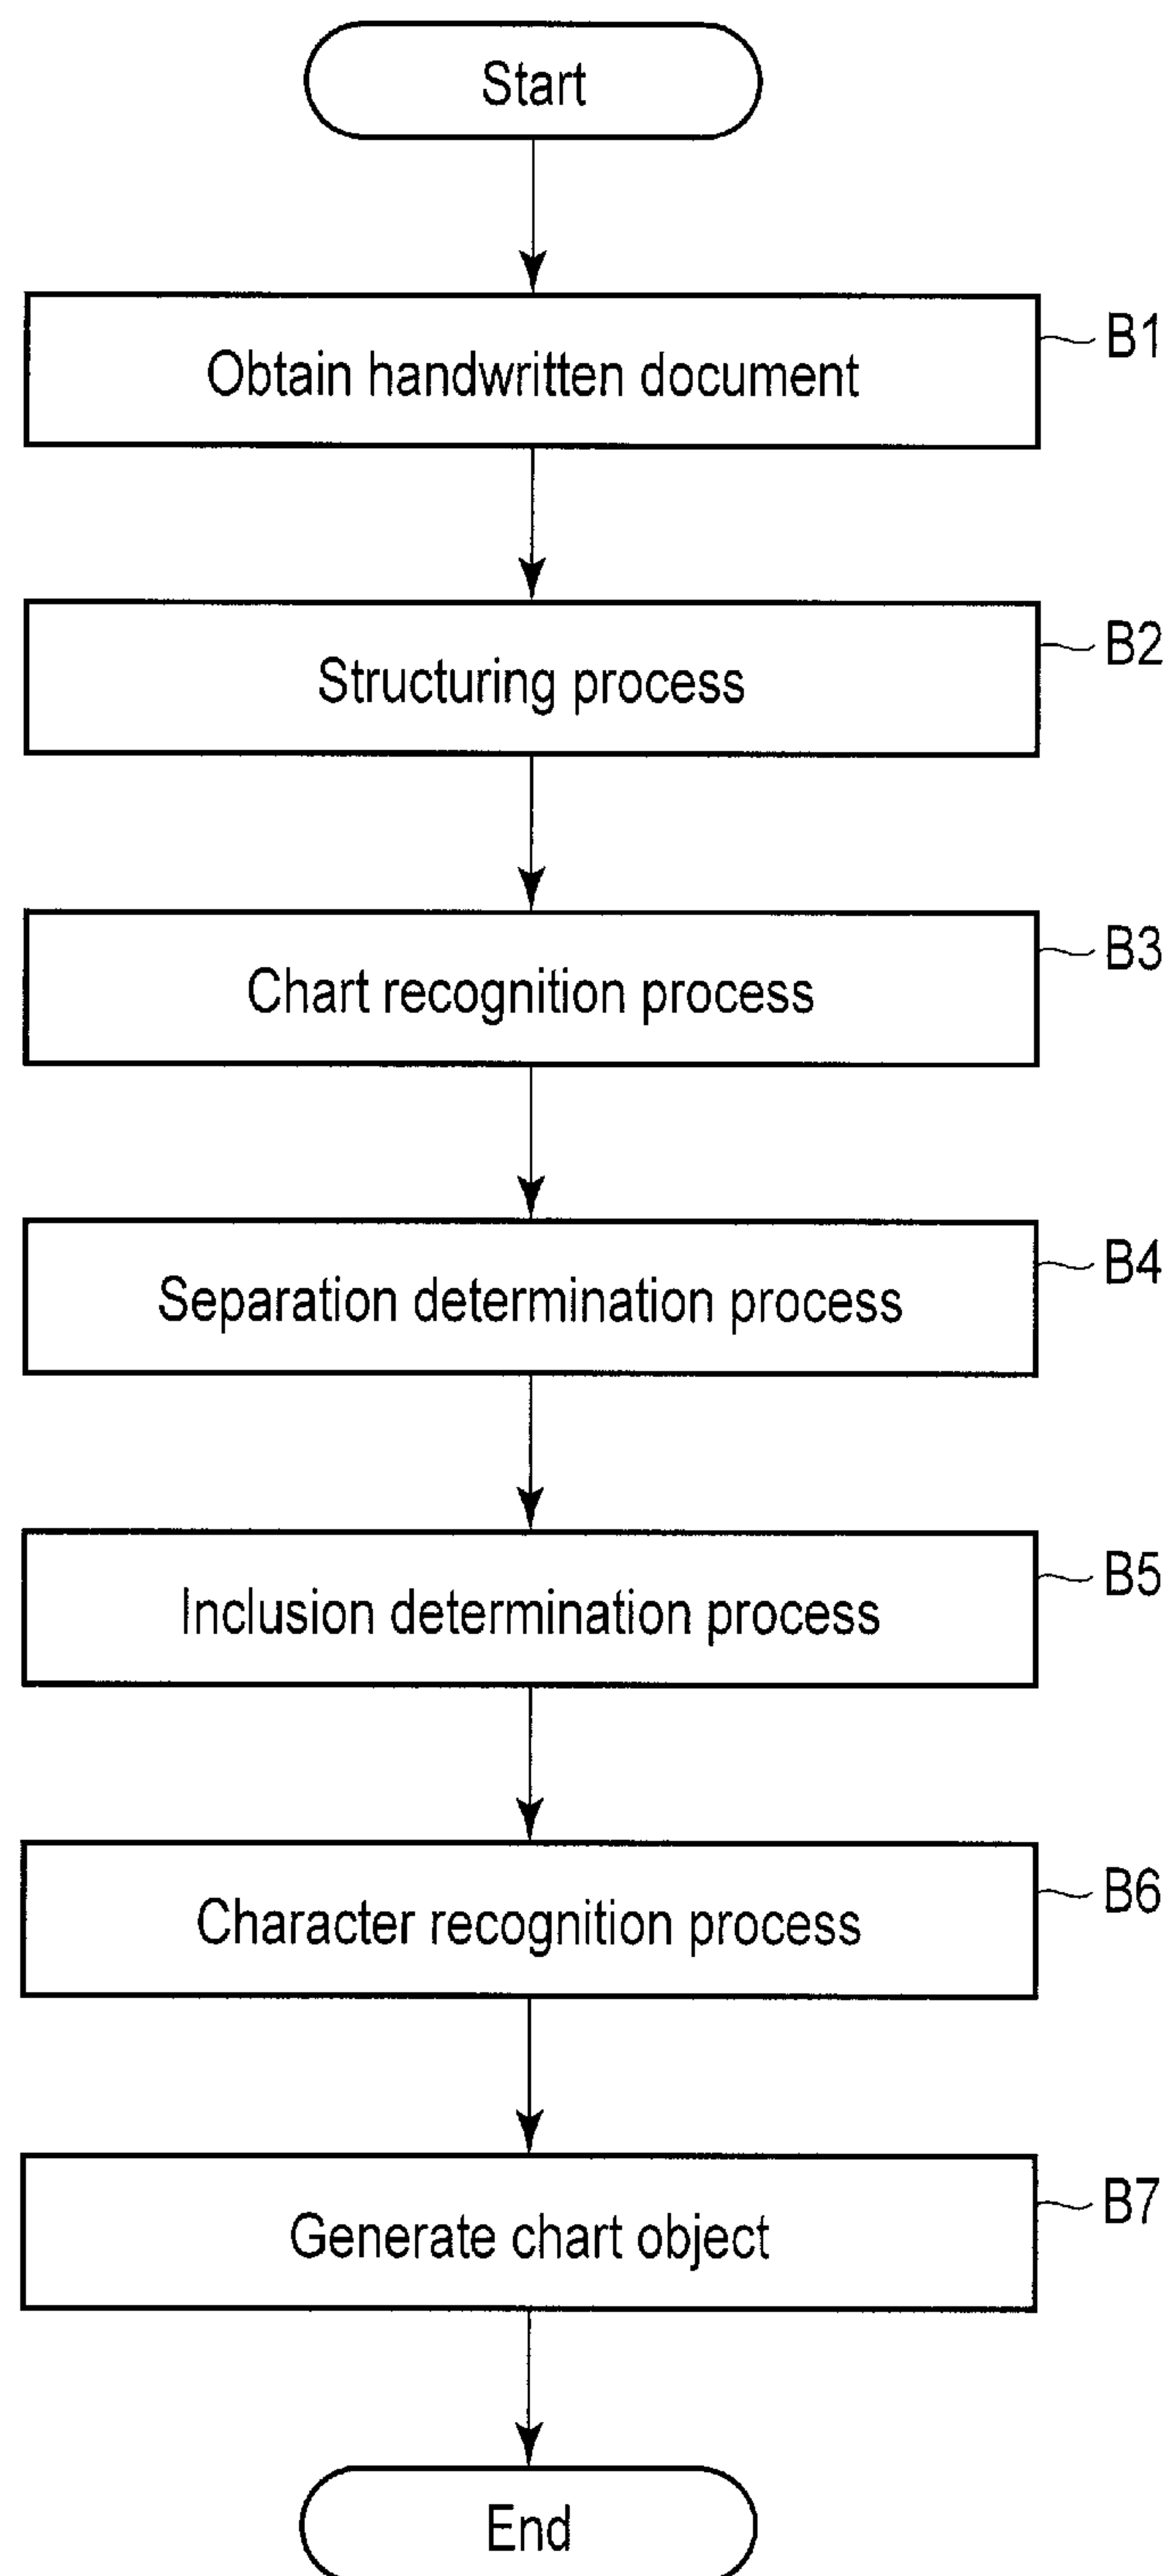 Start
Obtain handwritten document
B1
Structuring process
B2
Chart recognition process
B3
Separation determination process
B4
Inclusion determination process
B5
Character recognition process
B6
Generate chart object
B7
End